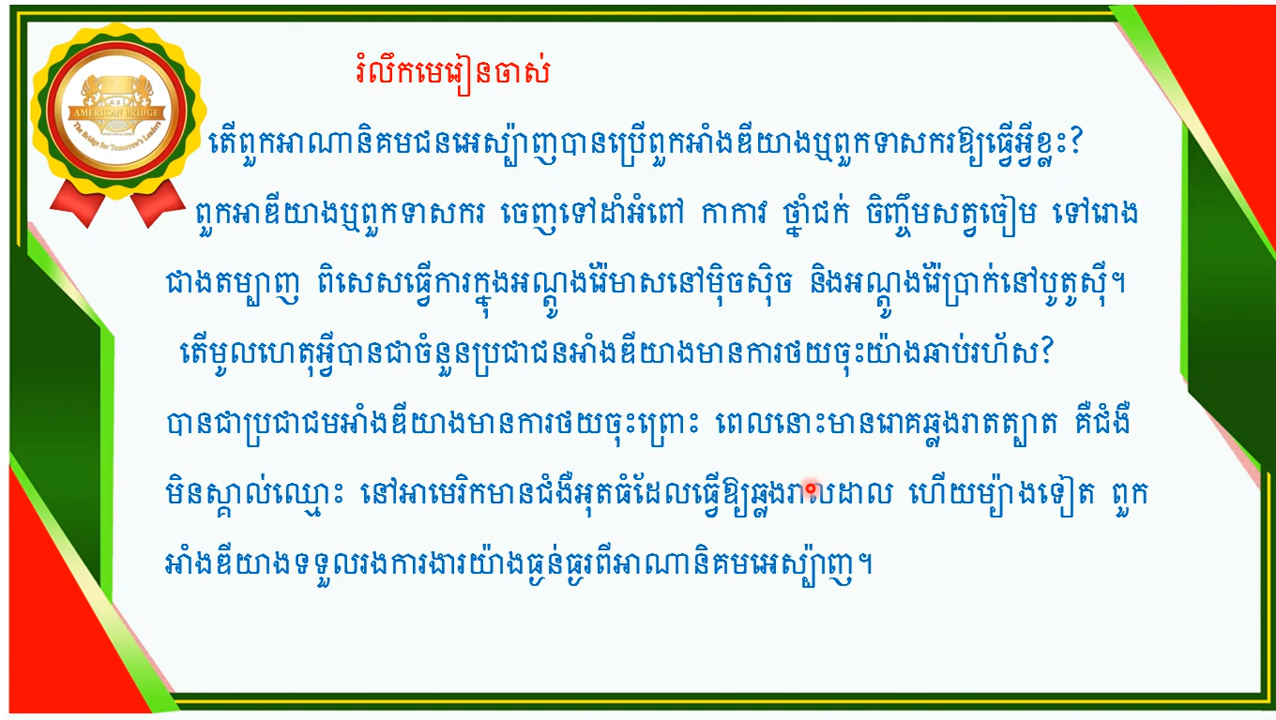 រំលឹកមេរៀនចាស់
AMERICAN BRIDGE
The Bridge for Tomorrow's Leaders
តើពួកអាណានិគមជនអេស្ប៉ាញបានប្រើពួកអាំងឌីយាងឬពួកទាសករឱ្យធ្វើអ្វីខ្លះ?
ពួកអាឌីយាងឬពួកទាសករ ចេញទៅដាំអំពៅ កាកាវ ថ្នាំជក់ ចិញ្ចឹមសត្វចៀម ទៅរោង
ជាងតម្បាញ ពិសេសធ្វើការក្នុងអណ្ដូងរ៉ែមាសនៅម៉ិចស៊ិច និងអណ្ដូងរ៉ែប្រាក់នៅបូតូស៊ី។
តើមូលហេតុអ្វីបានជាចំនួនប្រជាជនអាំងឌីយាងមានការថយចុះយ៉ាងឆាប់រហ័ស?
បានជាប្រជាជមអាំងឌីយាងមានការថយចុះព្រោះ ពេលនោះមានរោគឆ្លងរាតត្បាត គឺជំងឺ
មិនស្គាល់ឈ្មោះ នៅអាមេរិកមានជំងឺអុតធំដែលធ្វើឱ្យឆ្លងរាលដាល ហើយម្យ៉ាងទៀត ពួក
អាំងឌីយាងទទួលរងការងារយ៉ាងធ្ងន់ធ្ងរពីអាណានិគមអេស្ប៉ាញ។